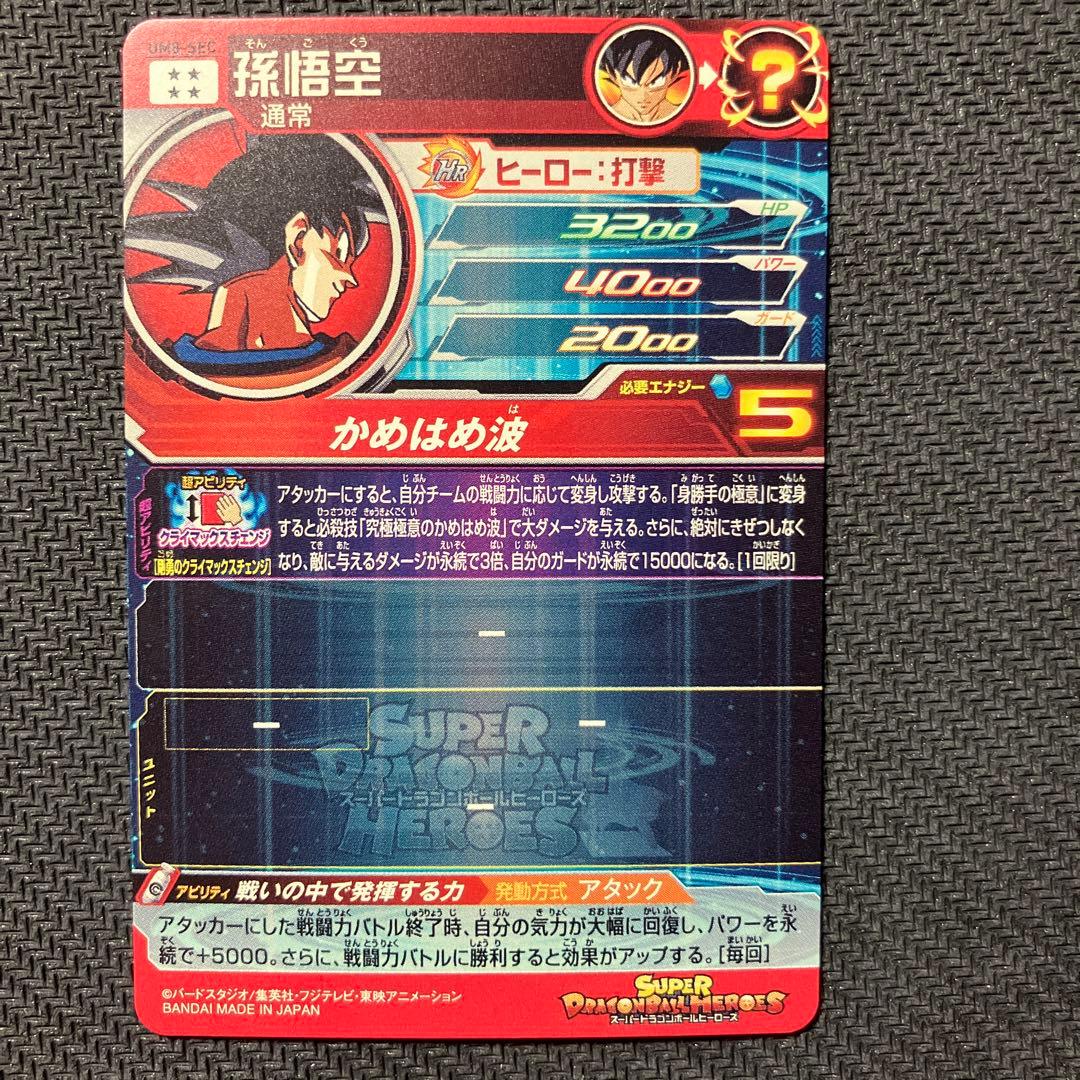 UM8-SEC
孫悟空
そんごくう
通常
?
HR ヒーロー:打撃
HP
3200
パワー
4000
ガード
2000
必要エナジー 5
かめはめ波
は
超アビリティ
超アビリティ
クライマックスチェンジ
[剛勇のクライマックスチェンジ]
アタッカーにすると、自分チームの戦闘力に応じて変身し攻撃する。「身勝手の極意」に変身
すると必殺技「究極極意のかめはめ波」で大ダメージを与える。さらに、絶対にきぜつしなく
なり、敵に与えるダメージが永続で3倍、自分のガードが永続で15000になる。[1回限り]
ー
ー ー
ー
ユニット
SUPER
DRAGONBALL
スーパードラゴンボールヒーローズ
HEROES
アビリティ 戦いの中で発揮する力 発動方式 アタック
アタッカーにした戦闘力バトル終了時、自分の気力が大幅に回復し、パワーを永
続で+5000。さらに、戦闘力バトルに勝利すると効果がアップする。[毎回]
©バードスタジオ/集英社・フジテレビ・東映アニメーション
BANDAI MADE IN JAPAN
SUPER
DRAGONBALL HEROES
スーパードラゴンボールヒーローズ